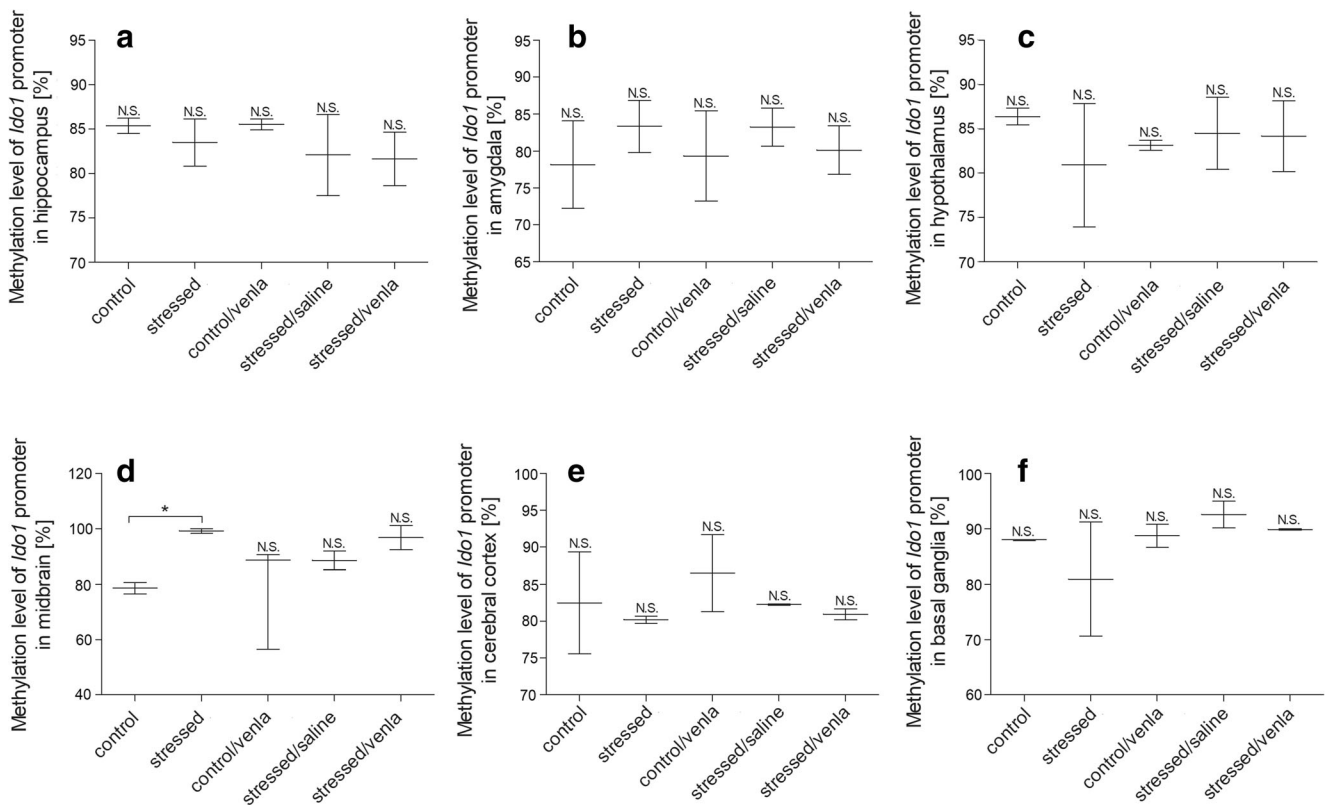 a
Methylation level of Ido1 promoter
in hippocampus [%]
95
90
85
80
75
70
N.S.
N.S.
N.S.
N.S.
N.S.
control
stressed
control/venla
stressed/saline
stressed/venla
b
Methylation level of Ido1 promoter
in amygdala [%]
95
90
85
80
75
70
65
N.S.
N.S.
N.S.
N.S.
N.S.
control
stressed
control/venla
stressed/saline
stressed/venla
c
Methylation level of Ido1 promoter
in hypothalamus [%]
95
90
85
80
75
70
N.S.
N.S.
N.S.
N.S.
N.S.
control
stressed
control/venla
stressed/saline
stressed/venla
d
Methylation level of Ido1 promoter
in midbrain [%]
120
100
80
60
40
*
N.S.
N.S.
N.S.
control
stressed
control/venla
stressed/saline
stressed/venla
e
Methylation level of Ido1 promoter
in cerebral cortex [%]
100
95
90
85
80
75
70
N.S.
N.S.
N.S.
N.S.
N.S.
control
stressed
control/venla
stressed/saline
stressed/venla
f
Methylation level of Ido1 promoter
in basal ganglia [%]
100
90
80
70
60
N.S.
N.S.
N.S.
N.S.
N.S.
control
stressed
control/venla
stressed/saline
stressed/venla